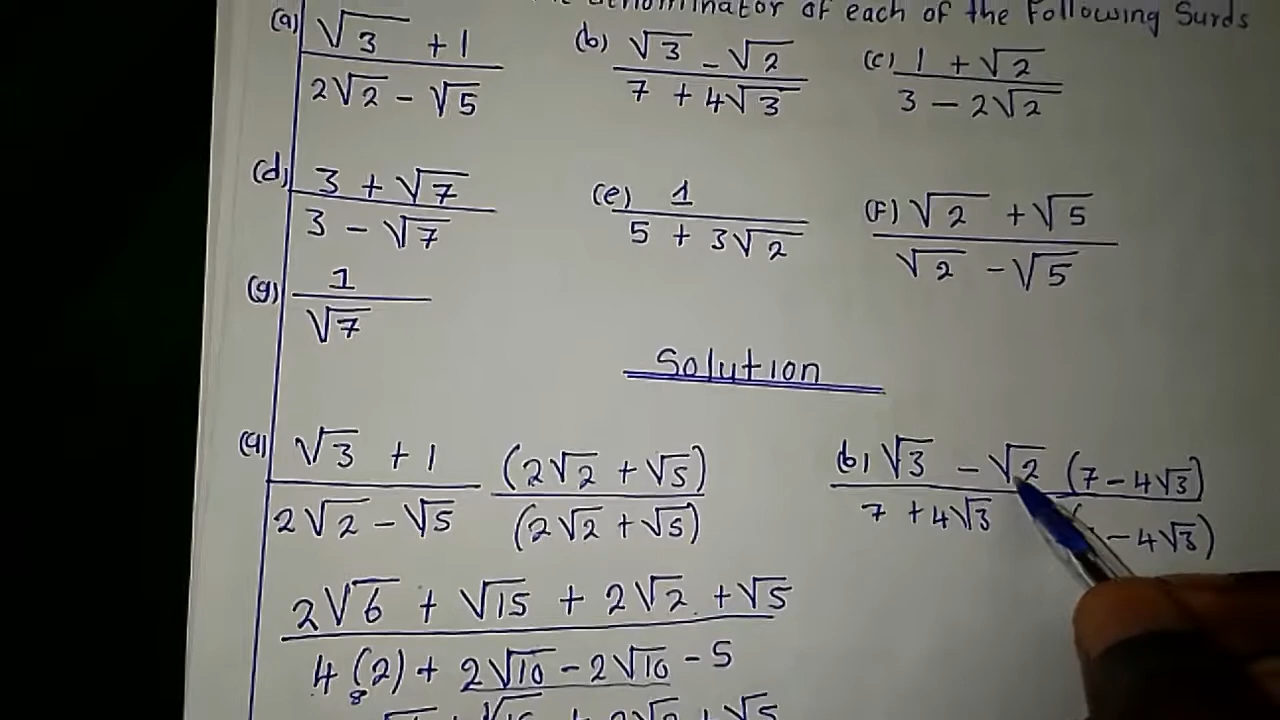 denominator of each of the Following Surds
(a) √3 + 1 / 2√2 - √5 (b) √3 - √2 / 7 + 4√3 (c) 1 + √2 / 3 - 2√2
(d) 3 + √7 / 3 - √7 (e) 1 / 5 + 3√2 (F) √2 + √5 / √2 - √5
(g) 1 / √7
Solution
(a) √3 + 1 (2√2 + √5) (b) √3 - √2 (7 - 4√3)
2√2 - √5 (2√2 + √5) 7 + 4√3 - 4√3)
2√6 + √15 + 2√2 + √5
4(2) + 2√10 - 2√10 - 5
8